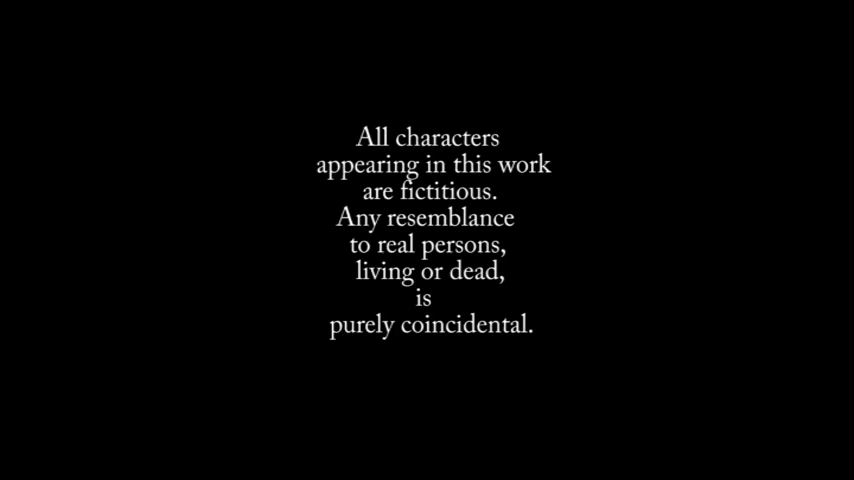 All characters
appearing in this work
are fictitious.
Any resemblance
to real persons,
living or dead,
is
purely coincidental.